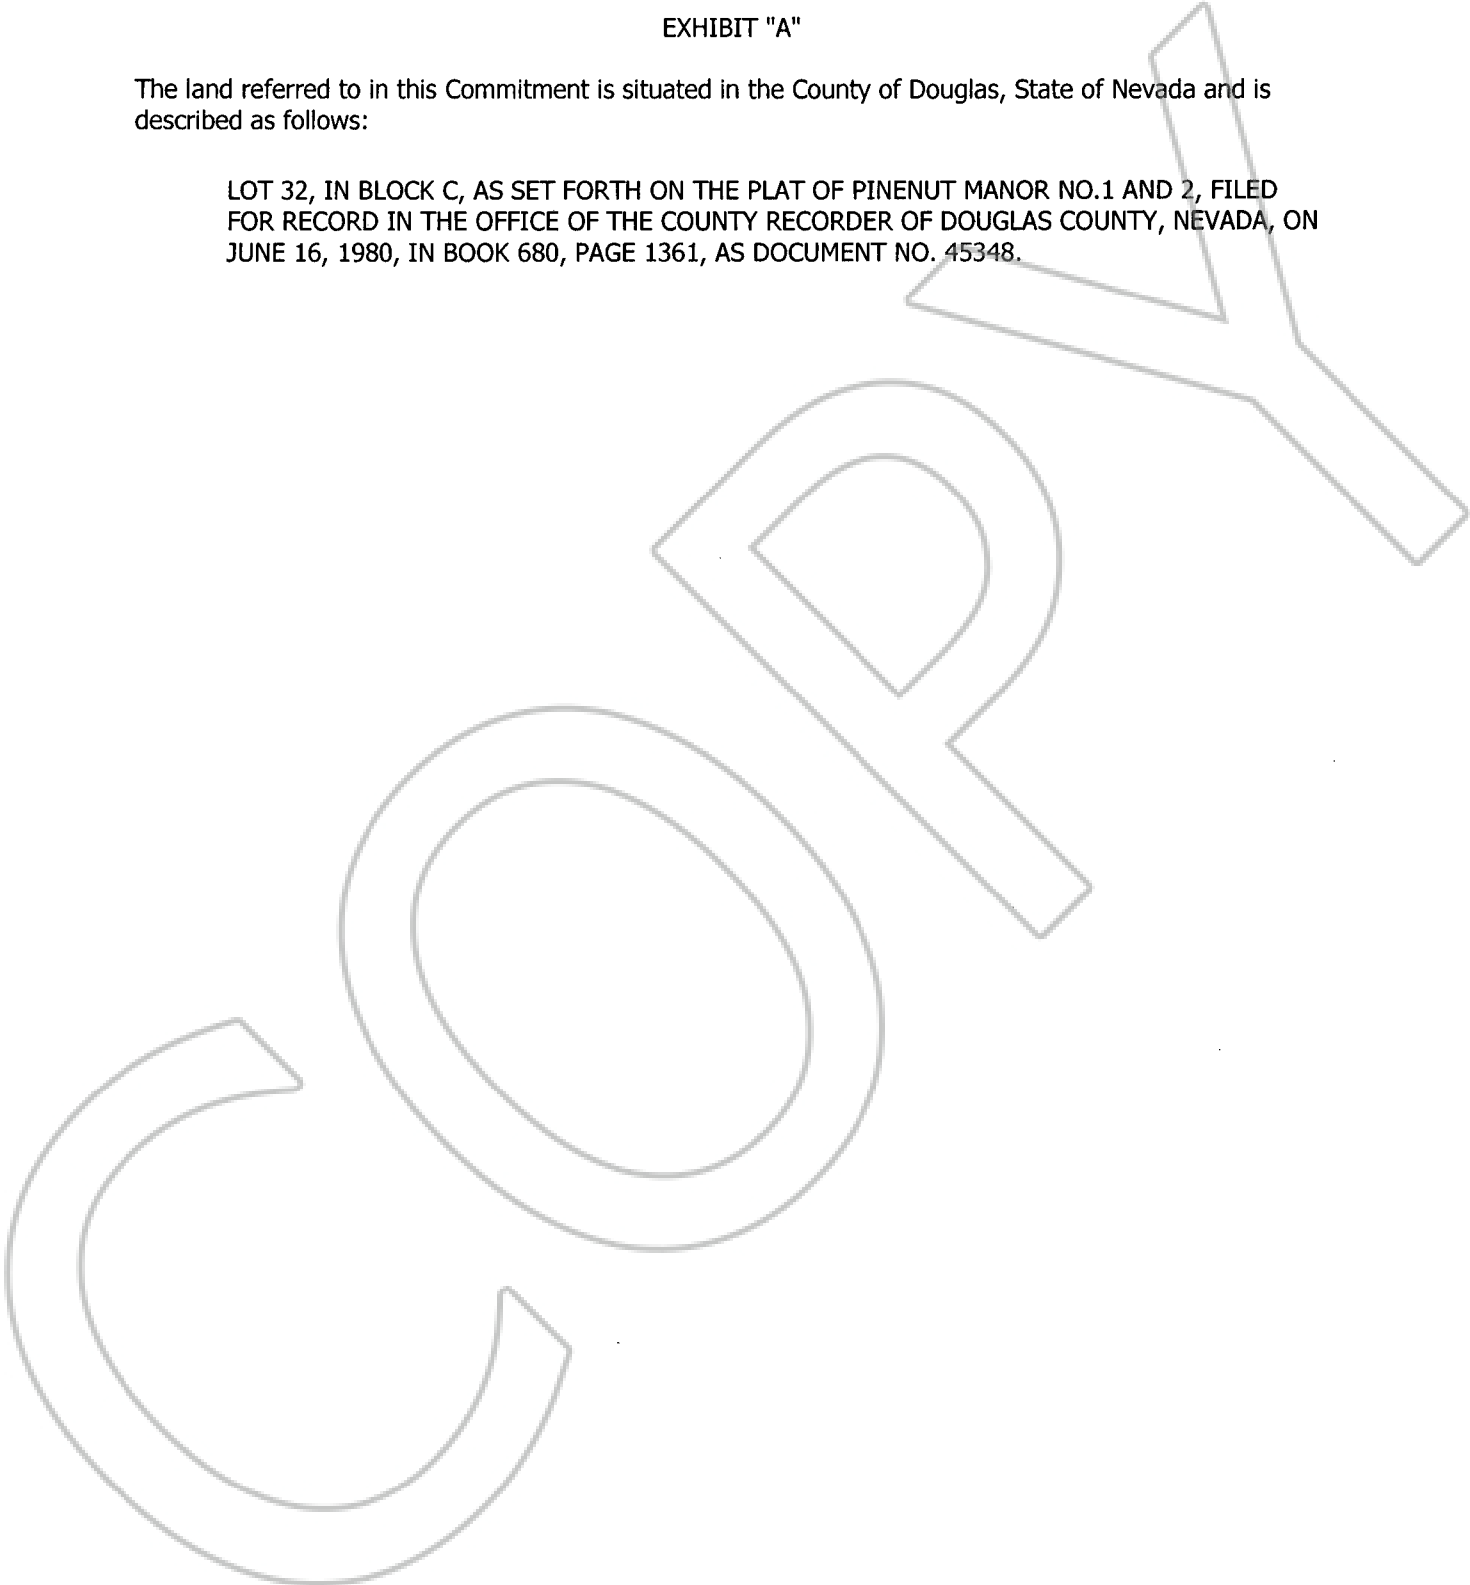 EXHIBIT "A"
The land referred to in this Commitment is situated in the County of Douglas, State of Nevada and is
described as follows:
LOT 32, IN BLOCK C, AS SET FORTH ON THE PLAT OF PINENUT MANOR NO.1 AND 2, FILED
FOR RECORD IN THE OFFICE OF THE COUNTY RECORDER OF DOUGLAS COUNTY, NEVADA, ON
JUNE 16, 1980, IN BOOK 680, PAGE 1361, AS DOCUMENT NO. 45348.
COPY